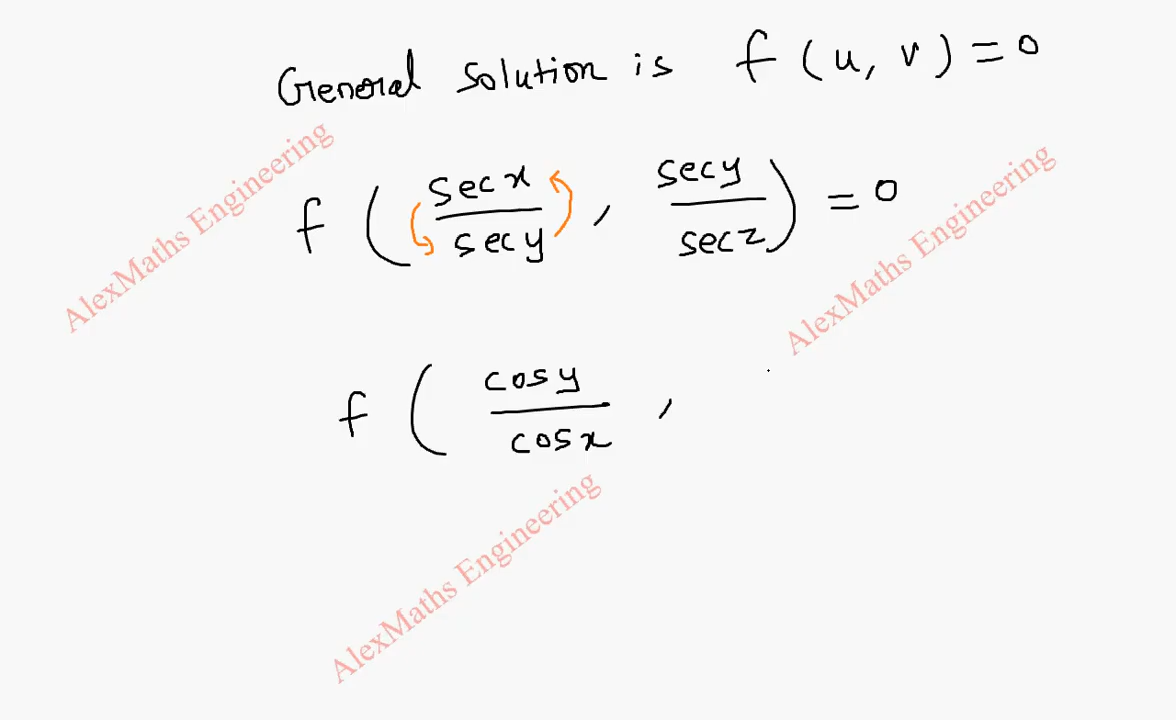 General solution is f(u, v) = 0
f( sec x / sec y , sec y / sec z ) = 0
f( cos y / cos x ,
AlexMaths Engineering
AlexMaths Engineering
AlexMaths Engineering